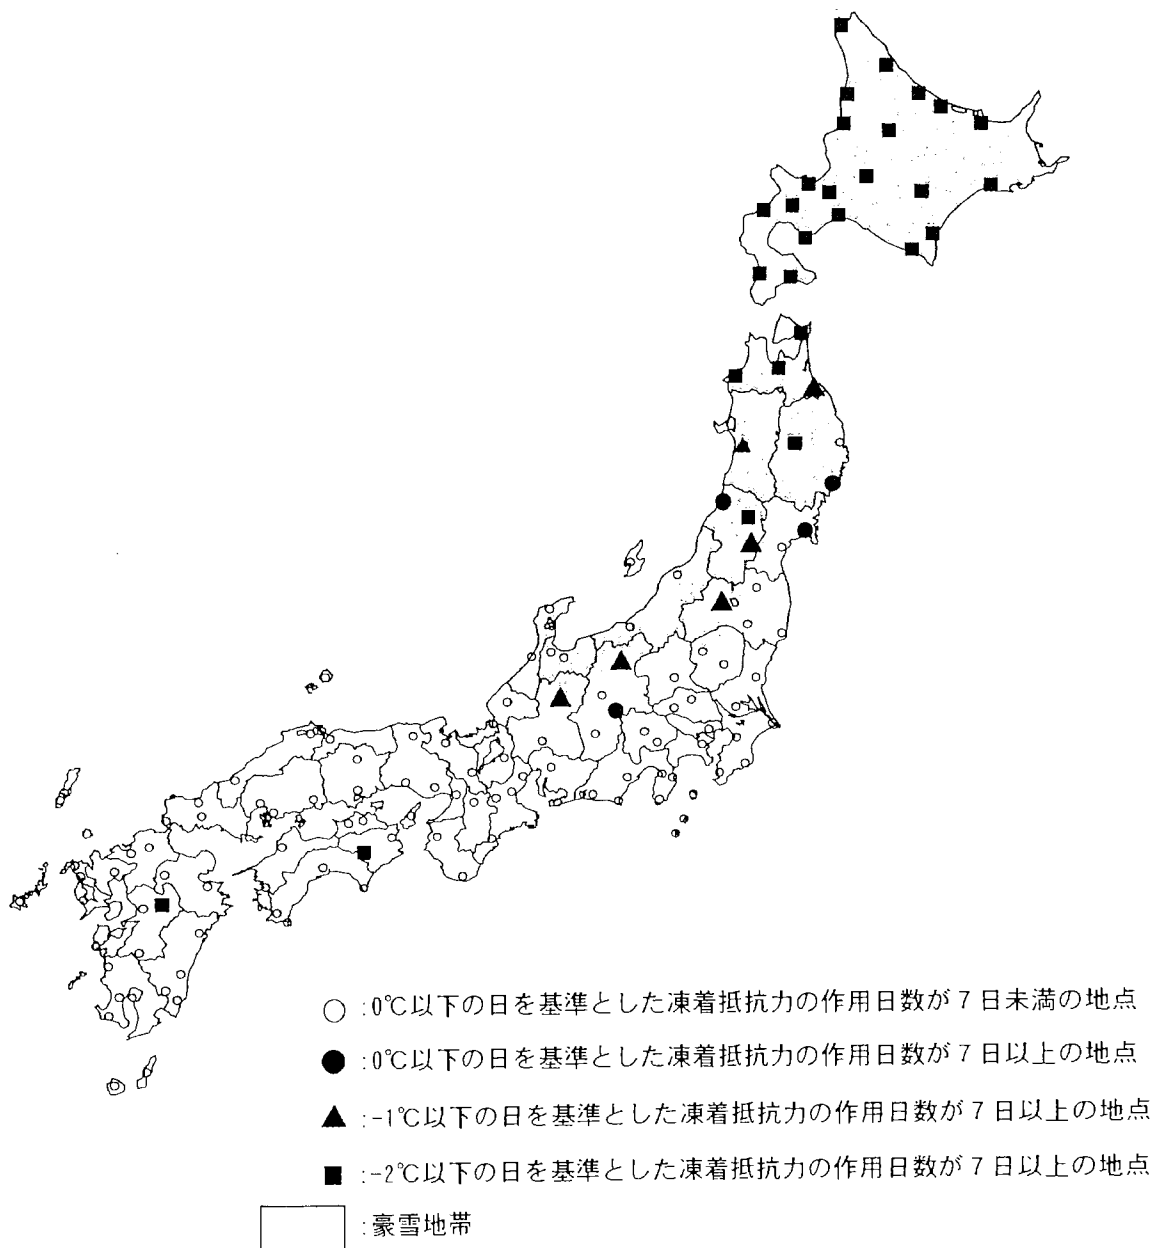 ○ :0℃以下の日を基準とした凍着抵抗力の作用日数が7日未満の地点
● :0℃以下の日を基準とした凍着抵抗力の作用日数が7日以上の地点
▲ :-1℃以下の日を基準とした凍着抵抗力の作用日数が7日以上の地点
■ :-2℃以下の日を基準とした凍着抵抗力の作用日数が7日以上の地点
:豪雪地帯